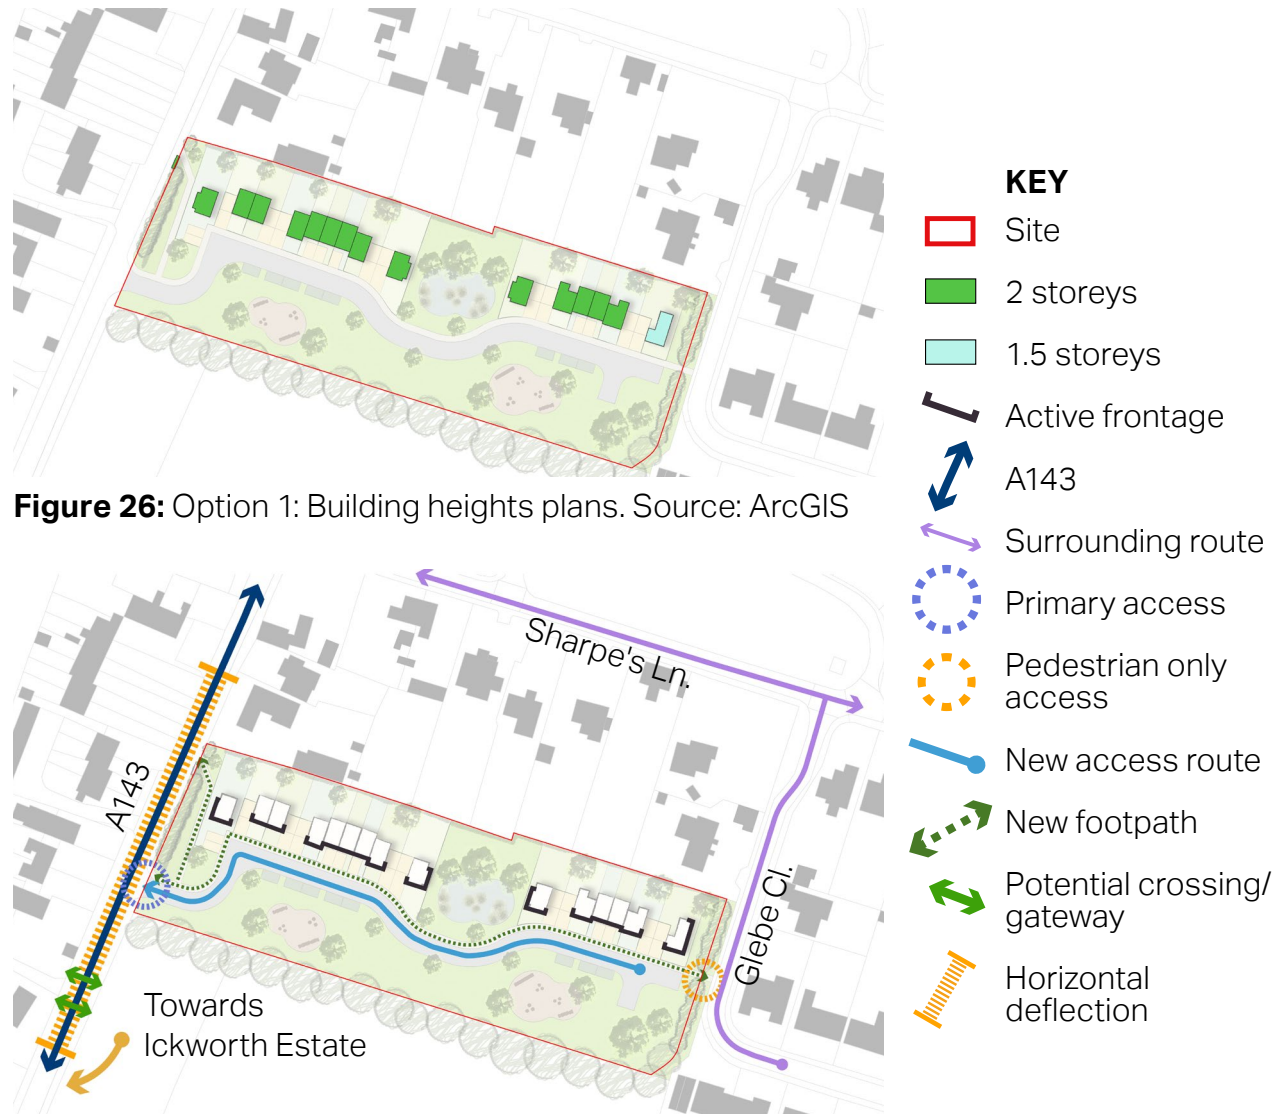 Figure 26: Option 1: Building heights plans. Source: ArcGIS
Sharpe's Ln.
A143
Glebe Cl.
Towards
Ickworth Estate
KEY
Site
2 storeys
1.5 storeys
Active frontage
A143
Surrounding route
Primary access
Pedestrian only
access
New access route
New footpath
Potential crossing/
gateway
Horizontal
deflection